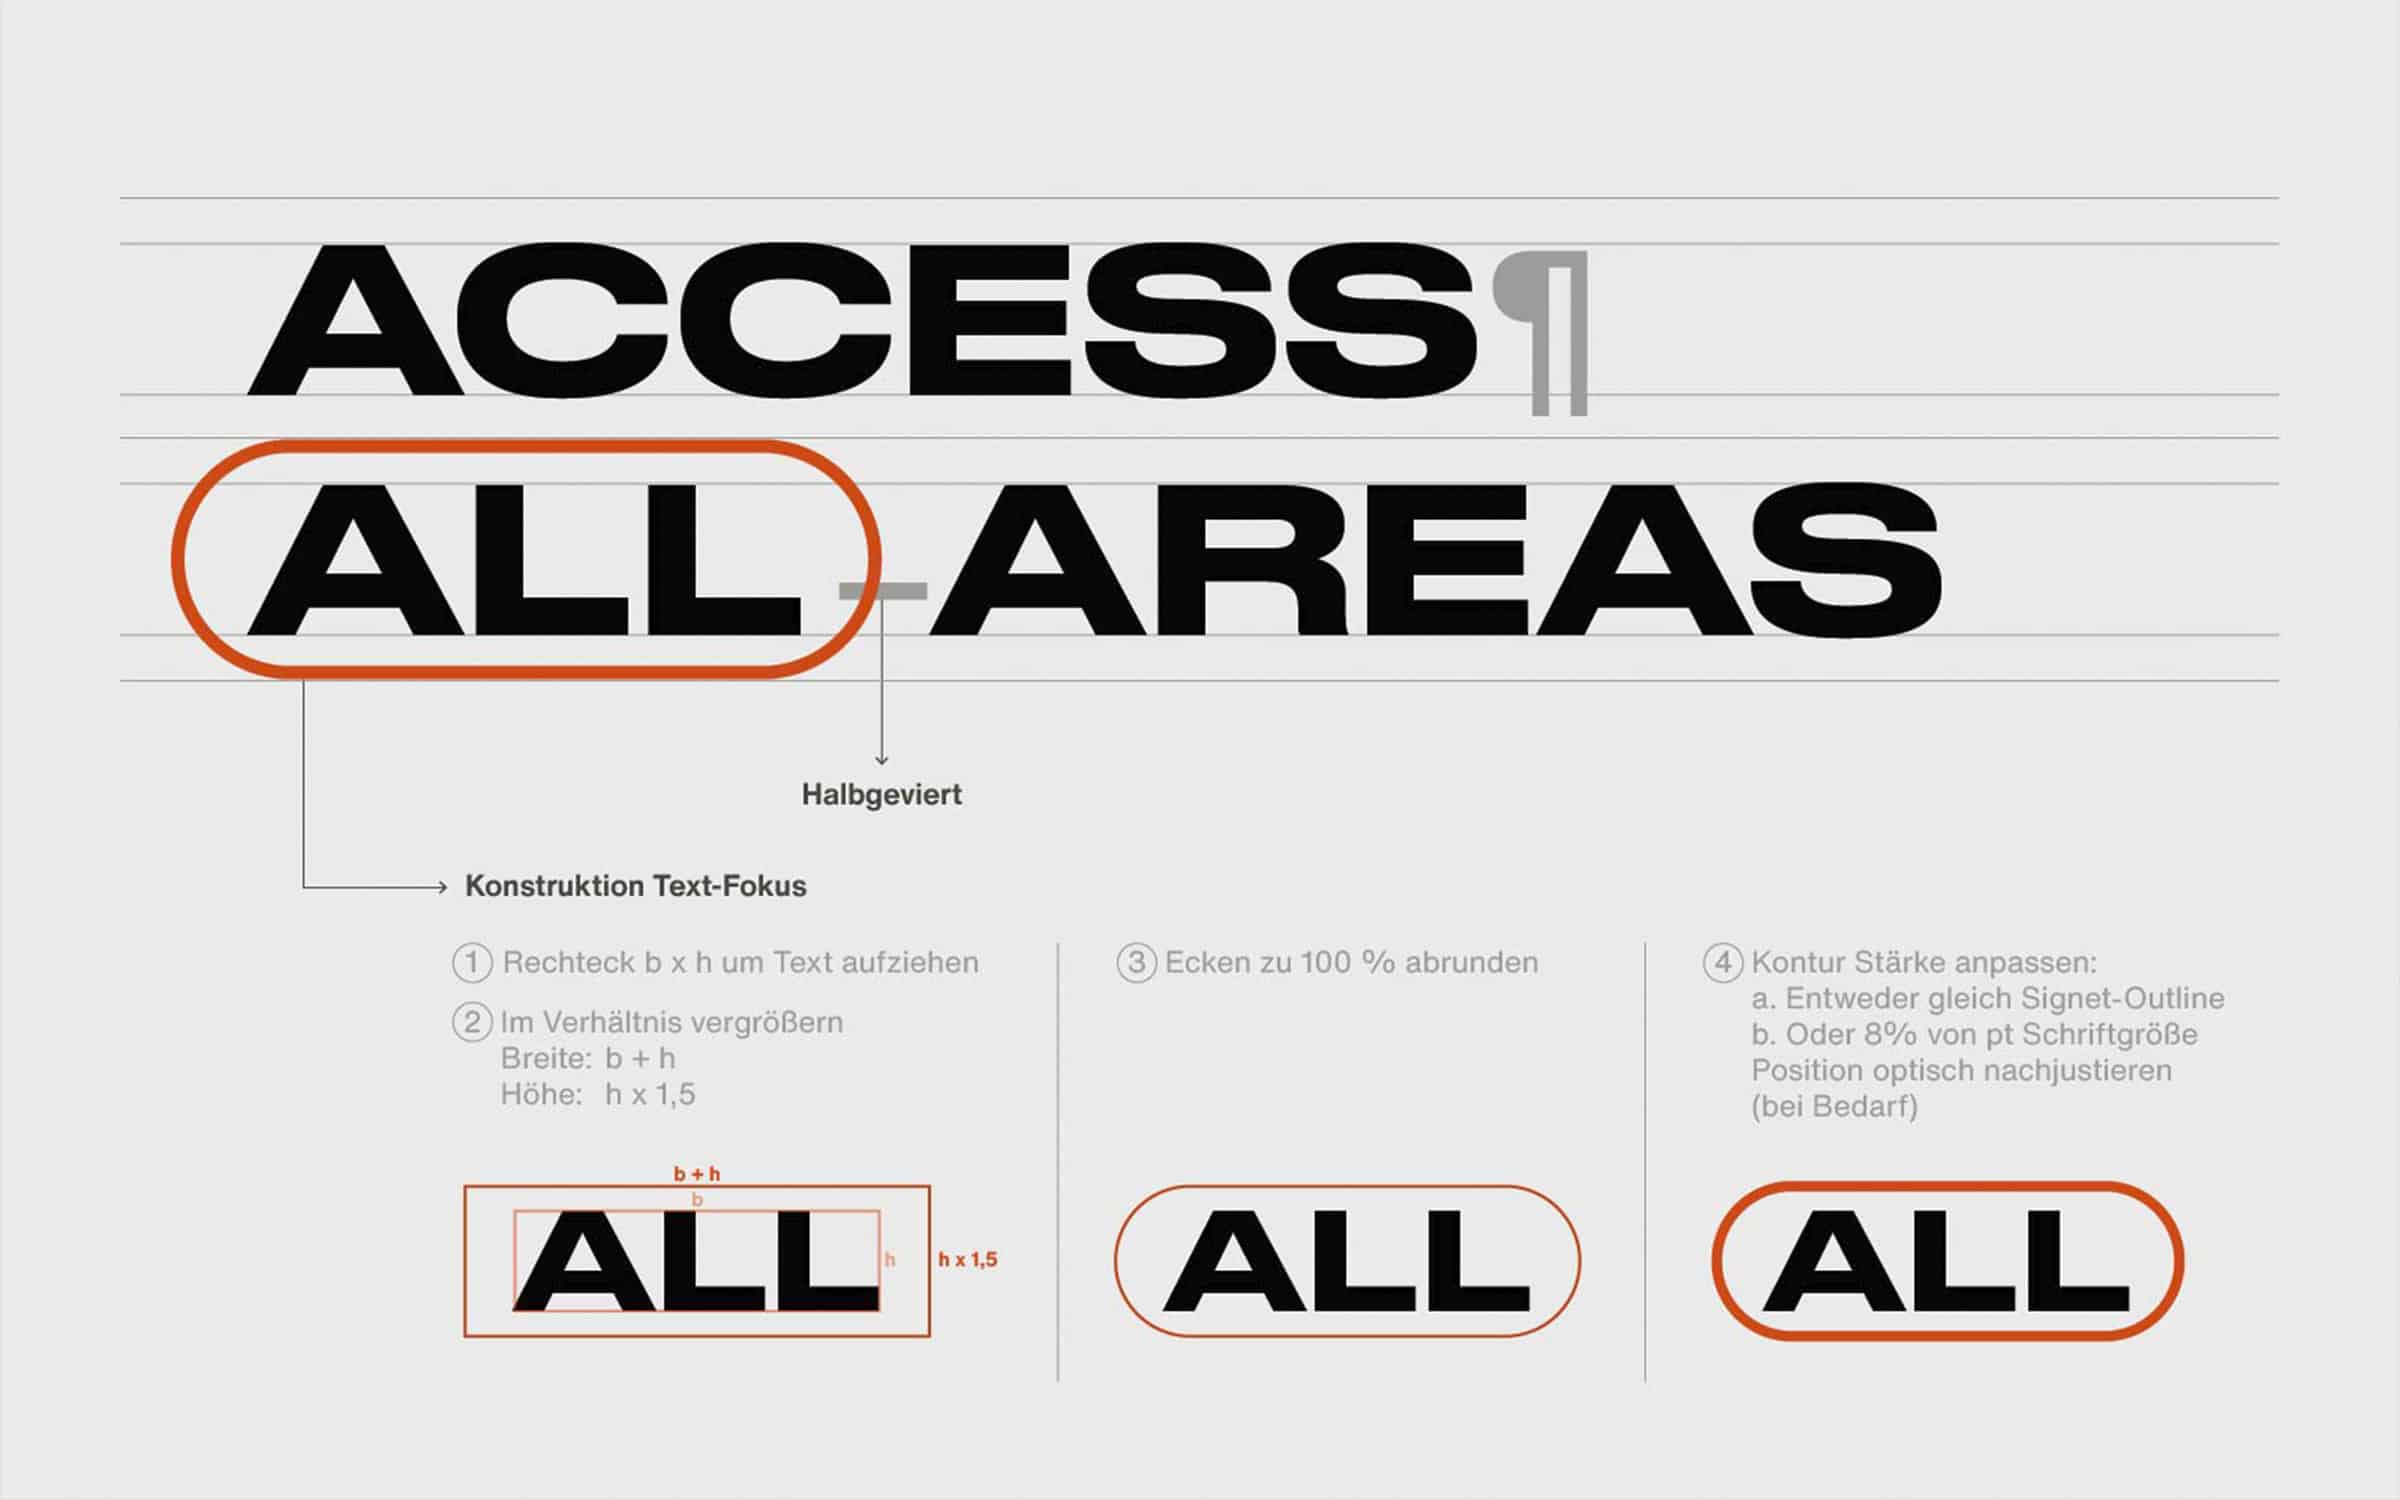 ACCESS¶
ALL–AREAS
Halbgeviert
Konstruktion Text-Fokus
1 Rechteck b x h um Text aufziehen
2 Im Verhältnis vergrößern
Breite: b + h
Höhe: h x 1,5
3 Ecken zu 100 % abrunden
4 Kontur Stärke anpassen:
a. Entweder gleich Signet-Outline
b. Oder 8% von pt Schriftgröße
Position optisch nachjustieren
(bei Bedarf)
b + h
b
ALL
h
h x 1,5
ALL
ALL